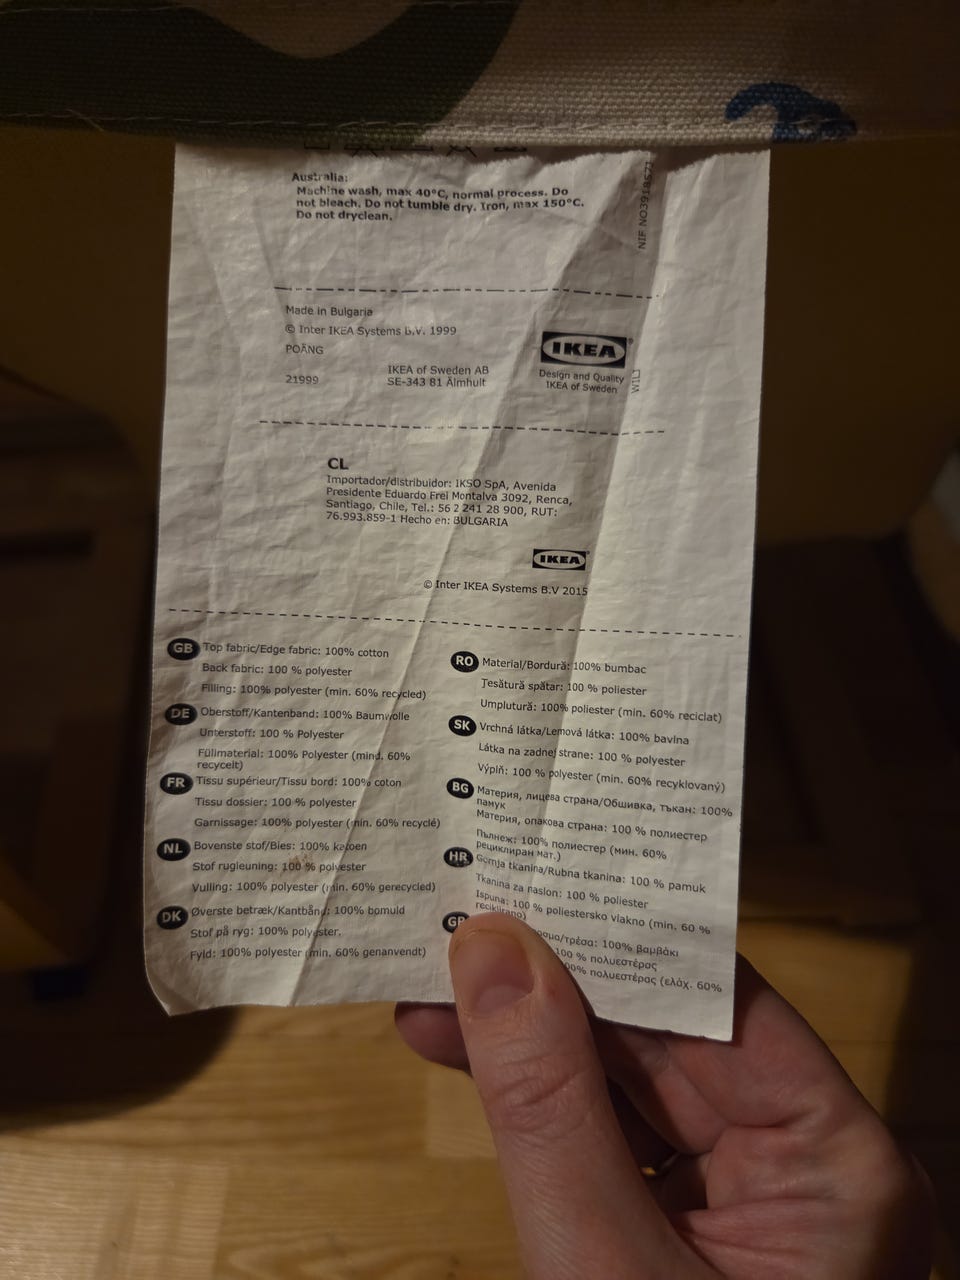 Australia:
Machine wash, max 40°C, normal process. Do
not bleach. Do not tumble dry. Iron, max 150°C.
Do not dryclean.
Made in Bulgaria
© Inter IKEA Systems B.V. 1999
POÄNG
21999
IKEA of Sweden AB
SE-343 81 Älmhult
IKEA
Design and Quality
IKEA of Sweden
CL
Importador/distribuidor: IKSO SpA, Avenida
Presidente Eduardo Frei Montalva 3092, Renca,
Santiago, Chile, Tel.: 56 2 241 28 900, RUT:
76.993.859-1 Hecho en: BULGARIA
IKEA
© Inter IKEA Systems B.V 2015
GB Top fabric/Edge fabric: 100% cotton
Back fabric: 100 % polyester
Filling: 100% polyester (min. 60% recycled)
DE Oberstoff/Kantenband: 100% Baumwolle
Unterstoff: 100 % Polyester
Füllmaterial: 100% Polyester (mind. 60%
recycelt)
FR Tissu supérieur/Tissu bord: 100% coton
Tissu dossier: 100 % polyester
Garnissage: 100% polyester (min. 60% recyclé)
NL Bovenste stof/Bies: 100% katoen
Stof rugleuning: 100 % polyester
Vulling: 100% polyester (min. 60% gerecycled)
DK Øverste betræk/Kantbånd: 100% bomuld
Stof på ryg: 100% polyester.
Fyld: 100% polyester (min. 60% genanvendt)
RO Material/Bordură: 100% bumbac
Țesătură spătar: 100 % poliester
Umplutură: 100% poliester (min. 60% reciclat)
SK Vrchná látka/Lemová látka: 100% bavlna
Látka na zadnej strane: 100 % polyester
Výplň: 100 % polyester (min. 60% recyklovaný)
BG Материя, лицева страна/Обшивка, тъкан: 100%
памук
Материя, опакова страна: 100 % полиестер
Пълнеж: 100% полиестер (мин. 60%
рециклиран мат.)
HR Gornja tkanina/Rubna tkanina: 100 % pamuk
Tkanina za naslon: 100 % poliester
Ispuna: 100 % poliestersko vlakno (min. 60 %
reciklirano)
GR 100% βαμβάκι
100 % πολυεστέρας
πολυεστέρας (ελάχ. 60%